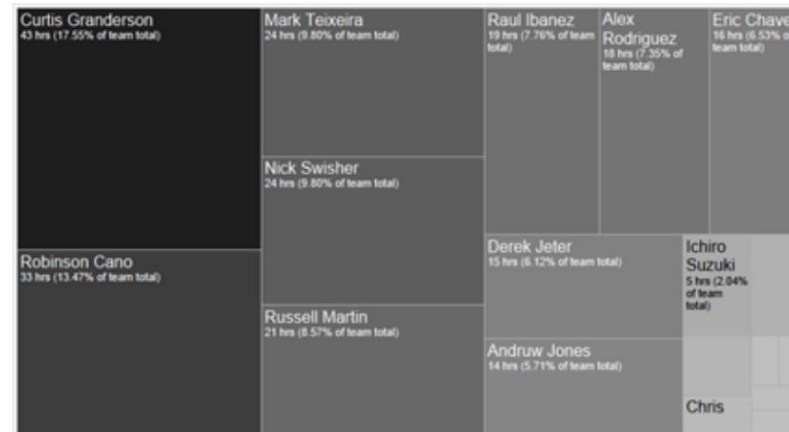 Curtis Granderson
43 hrs (17.55% of team total)
Robinson Cano
33 hrs (13.47% of team total)
Mark Teixeira
24 hrs (9.80% of team total)
Nick Swisher
24 hrs (9.80% of team total)
Russell Martin
21 hrs (8.57% of team total)
Raul Ibanez
19 hrs (7.76% of team
total)
Alex
Rodriguez
18 hrs (7.35% of
team total)
Eric Chave
16 hrs (6.53% o
team total)
Derek Jeter
15 hrs (6.12% of team total)
Andruw Jones
14 hrs (5.71% of team total)
Ichiro
Suzuki
5 hrs (2.04%
of team
total)
Chris